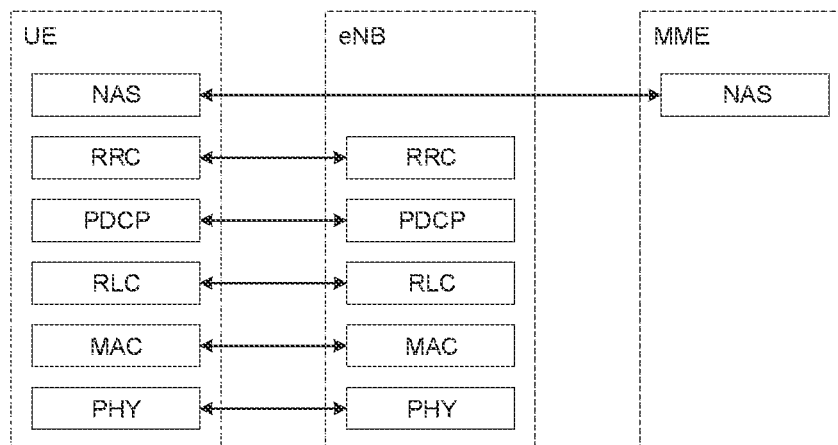 UE eNB MME
NAS NAS
RRC RRC
PDCP PDCP
RLC RLC
MAC MAC
PHY PHY